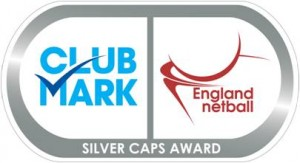 CLUB
MARK
England
netball
SILVER CAPS AWARD